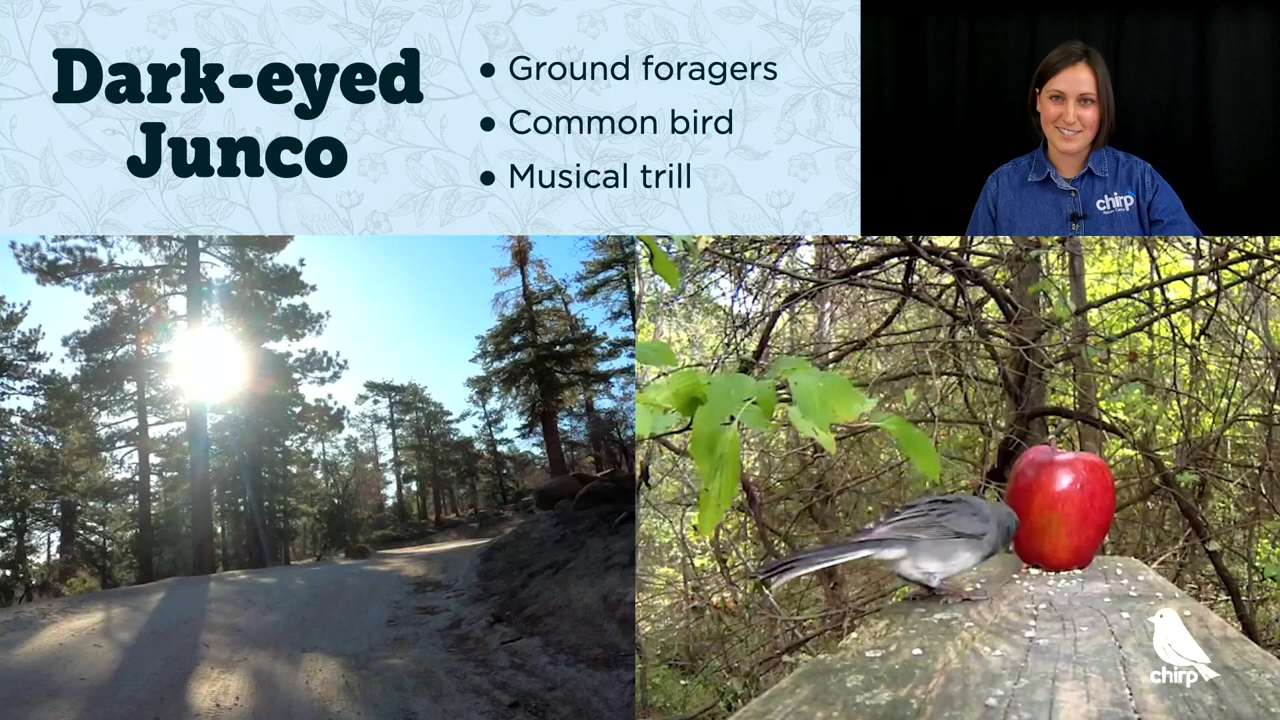 Dark-eyed
Junco
● Ground foragers
● Common bird
● Musical trill
chirp
chirp